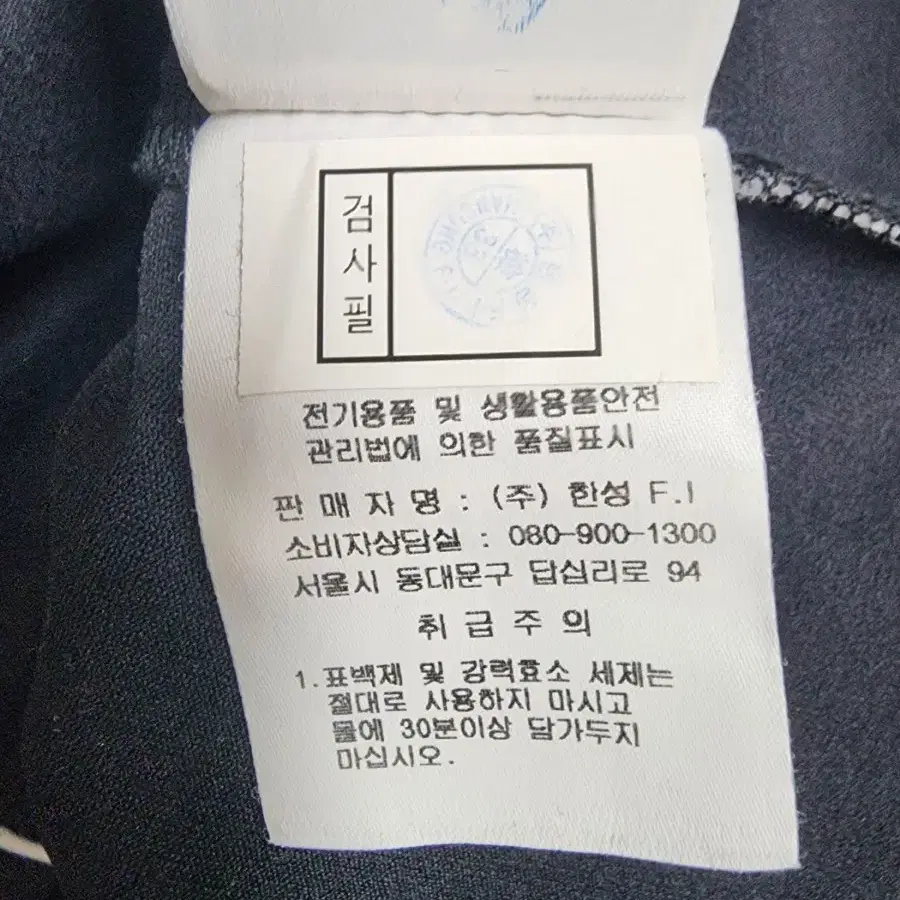 검사필
전기용품 및 생활용품안전
관리법에 의한 품질표시
판 매 자 명 : (주) 한성 F.I
소비자상담실 : 080-900-1300
서울시 동대문구 답십리로 94
취 급 주 의
1. 표백제 및 강력효소 세제는
절대로 사용하지 마시고
물에 30분이상 담가두지
마십시오.